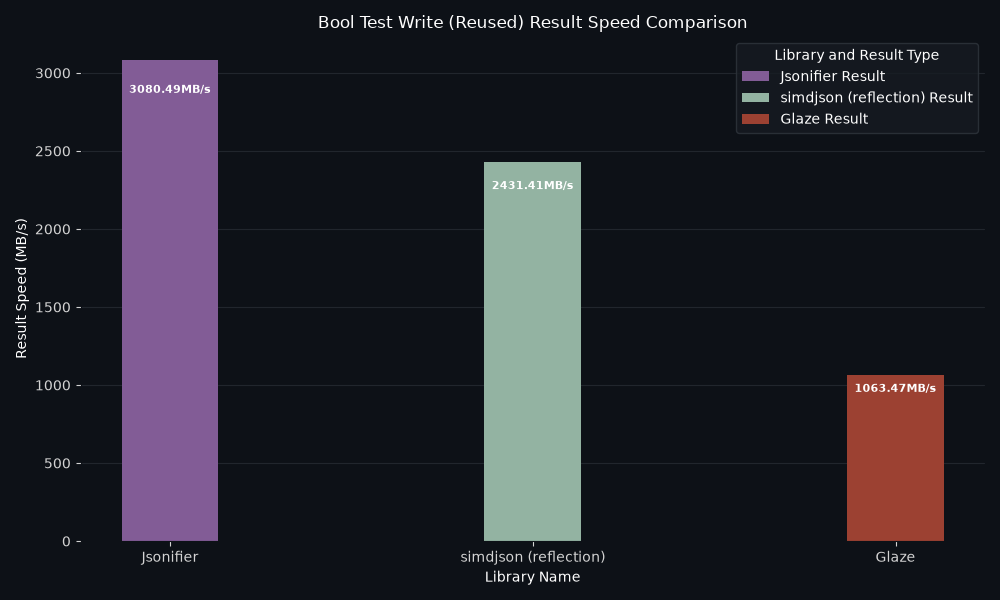 Bool Test Write (Reused) Result Speed Comparison
Library and Result Type
Jsonifier Result
simdjson (reflection) Result
Glaze Result
3000
2500
2000
1500
1000
500
0
Result Speed (MB/s)
3080.49MB/s
2431.41MB/s
1063.47MB/s
Jsonifier
simdjson (reflection)
Glaze
Library Name